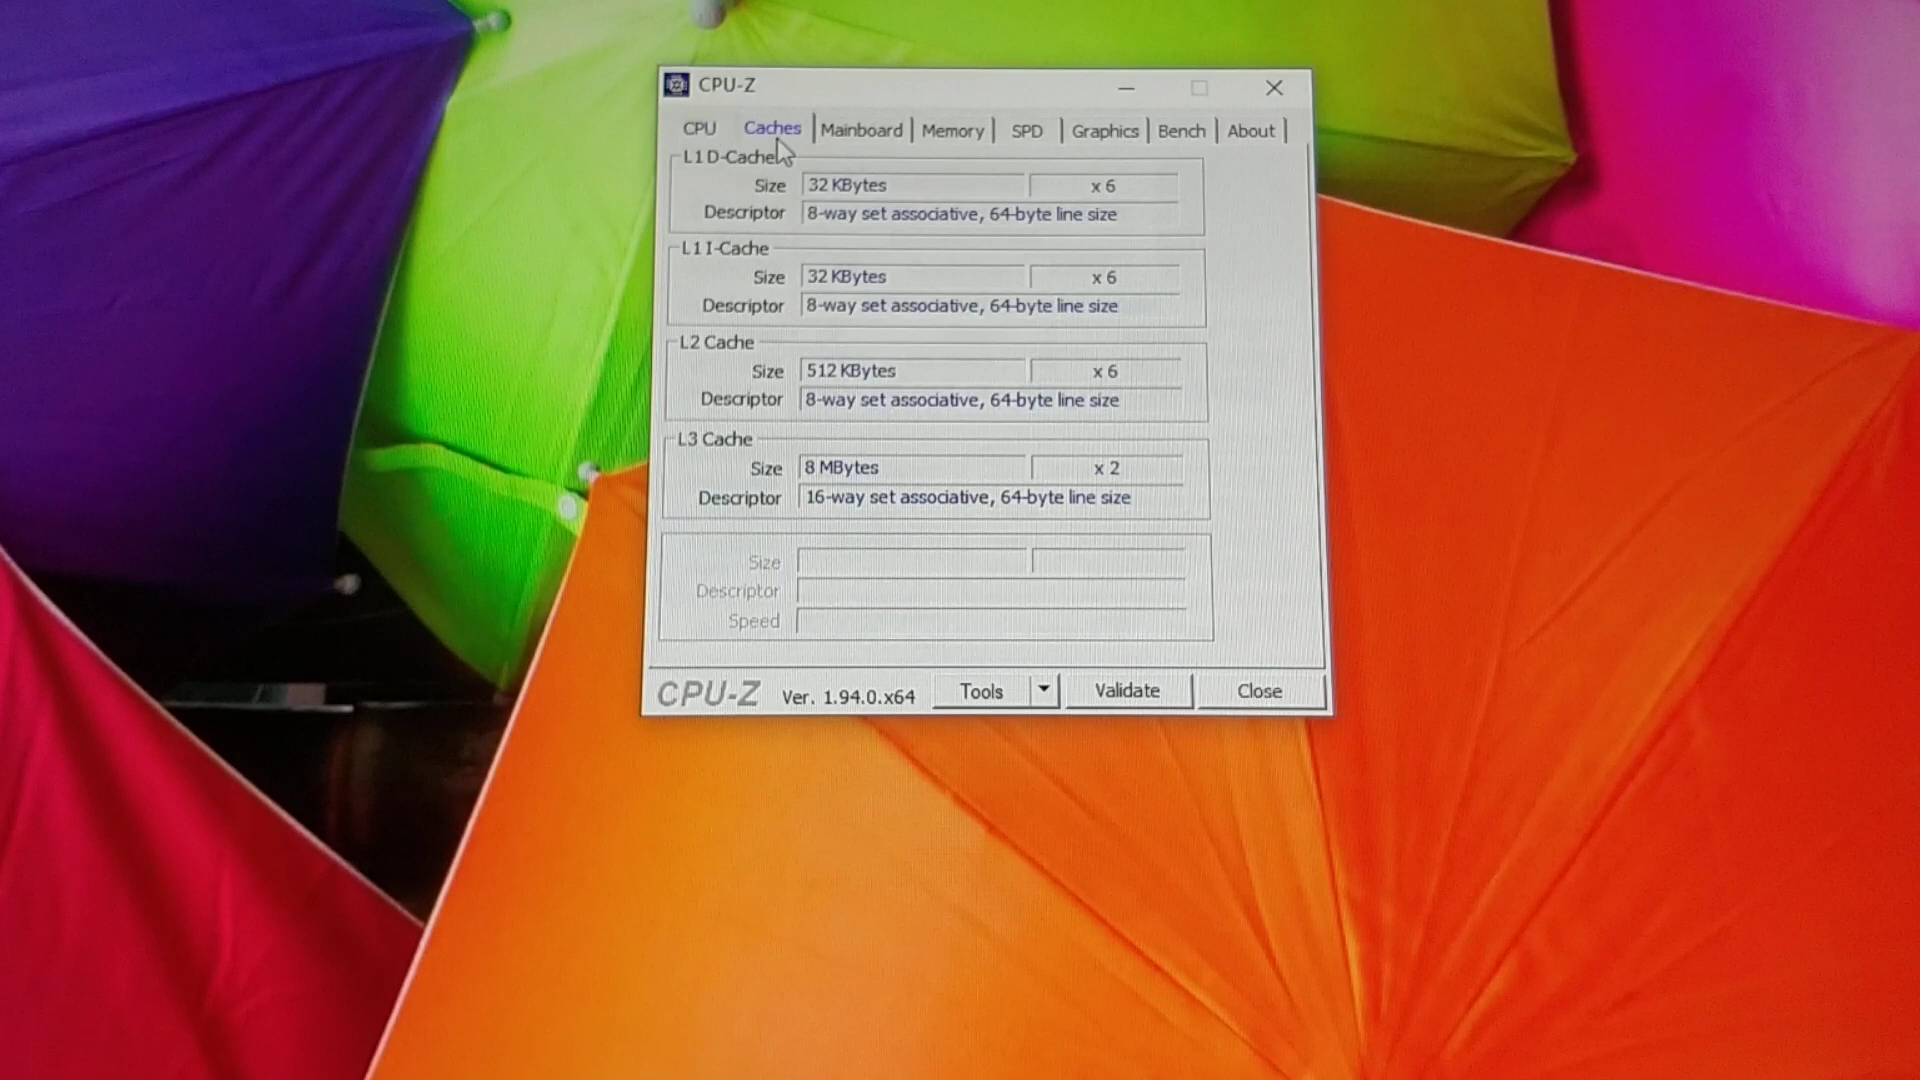 CPU-Z
CPU Caches Mainboard Memory SPD Graphics Bench About
L1 D-Cache
Size 32 KBytes x 6
Descriptor 8-way set associative, 64-byte line size
L1 I-Cache
Size 32 KBytes x 6
Descriptor 8-way set associative, 64-byte line size
L2 Cache
Size 512 KBytes x 6
Descriptor 8-way set associative, 64-byte line size
L3 Cache
Size 8 MBytes x 2
Descriptor 16-way set associative, 64-byte line size
Size
Descriptor
Speed
CPU-Z Ver. 1.94.0.x64 Tools Validate Close